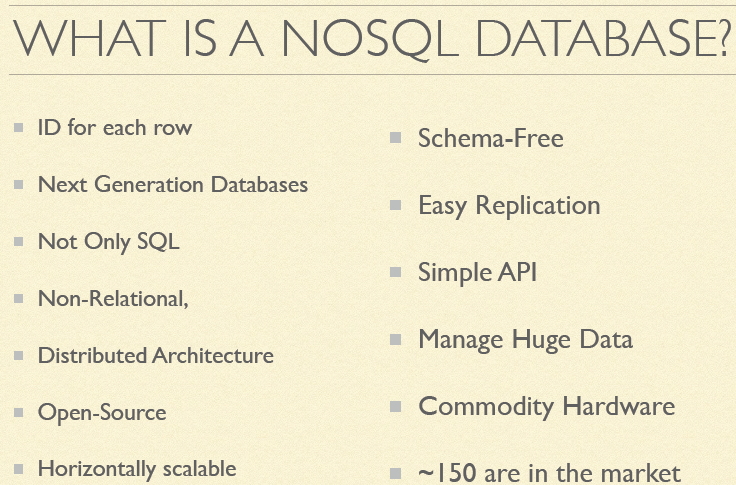 WHAT IS A NOSQL DATABASE?
ID for each row
Next Generation Databases
Not Only SQL
Non-Relational,
Distributed Architecture
Open-Source
Horizontally scalable
Schema-Free
Easy Replication
Simple API
Manage Huge Data
Commodity Hardware
~150 are in the market